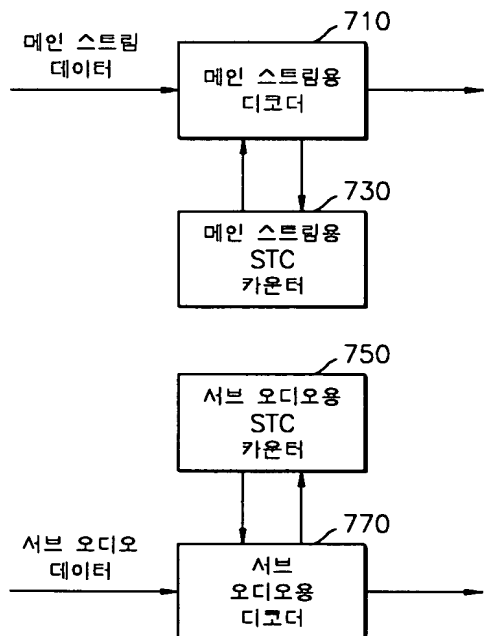 710
메인 스트림
데이터
메인 스트림용
디코더
730
메인 스트림용
STC
카운터
750
서브 오디오용
STC
카운터
770
서브 오디오
데이터
서브
오디오용
디코더